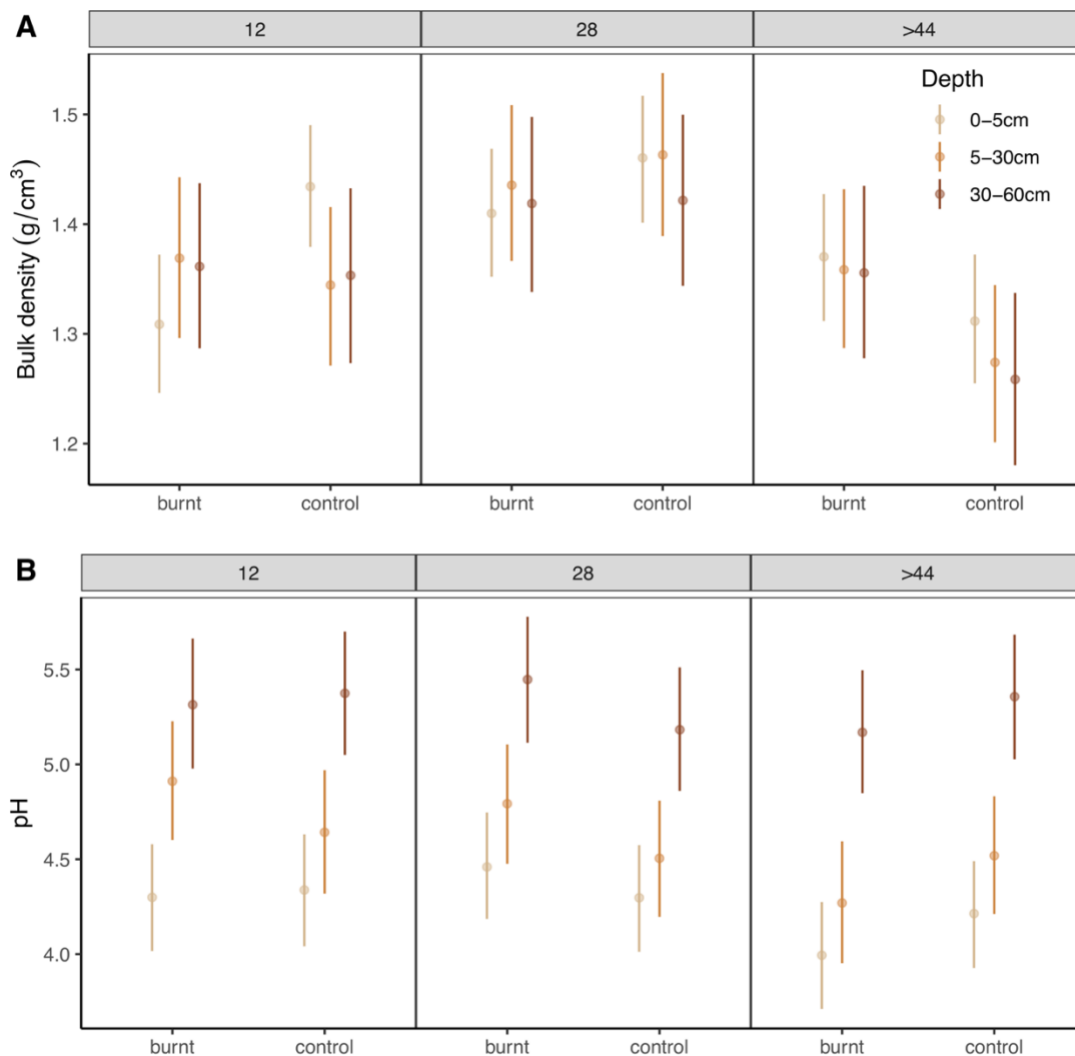 A
12 28 >44
Depth
0–5cm
5–30cm
30–60cm
Bulk density (g/cm³)
1.5
1.4
1.3
1.2
burnt control burnt control burnt control
B
12 28 >44
pH
5.5
5.0
4.5
4.0
burnt control burnt control burnt control